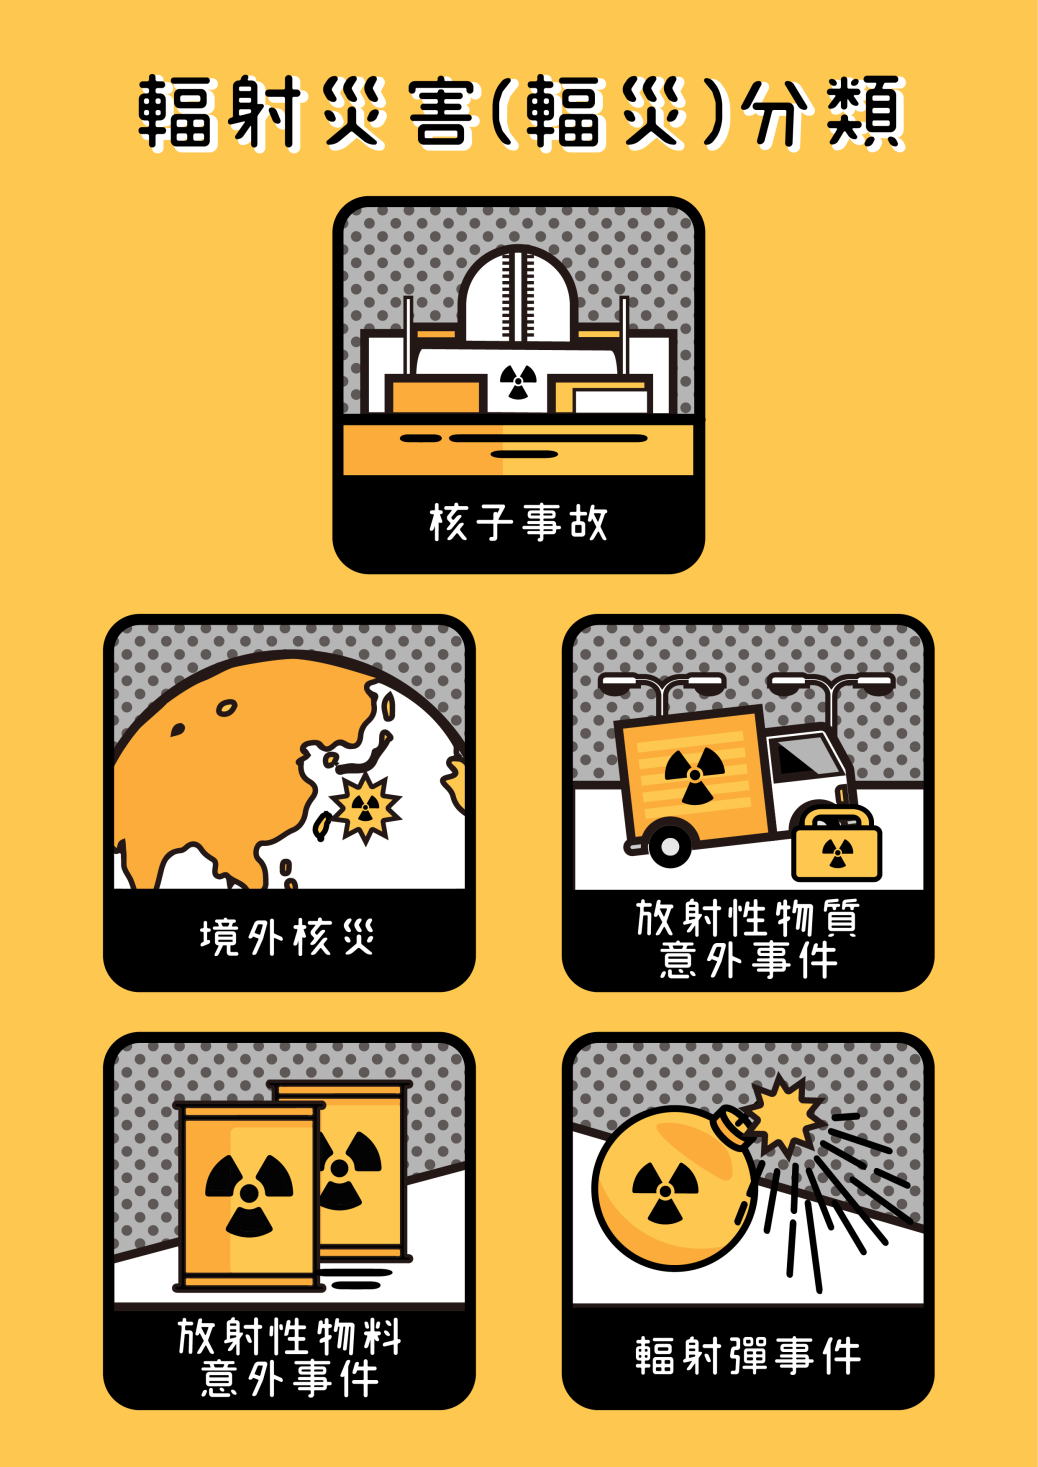 輻射災害(輻災)分類
核子事故
境外核災
放射性物質
意外事件
放射性物料
意外事件
輻射彈事件